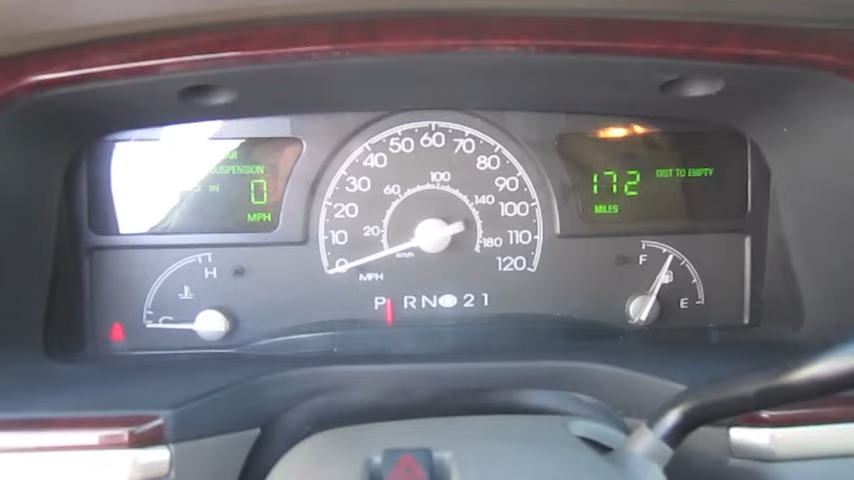 SUSPENSION
mi 0
MPH
10 20 30 40 50 60 70 80 90 100 110 120
20 60 100 140 180
km/h
MPH
P R N D 2 1
172 DIST TO EMPTY
MILES
H
C
F
E